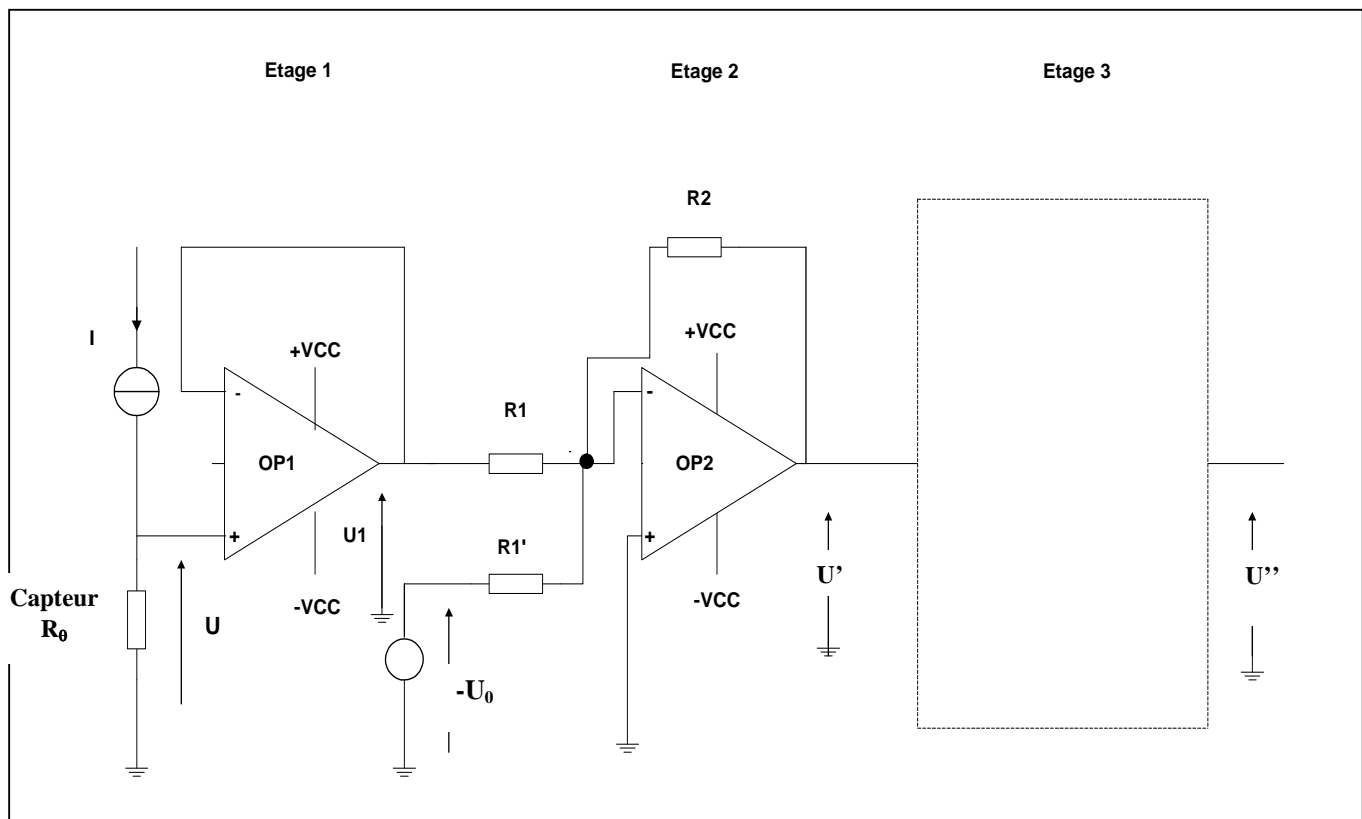 Etage 1
Etage 2
Etage 3
R2
I
+VCC
+VCC
-
-
R1
OP1
OP2
+
+
U1
R1'
U’
U’’
-VCC
-VCC
Capteur
Rθ
U
-U0